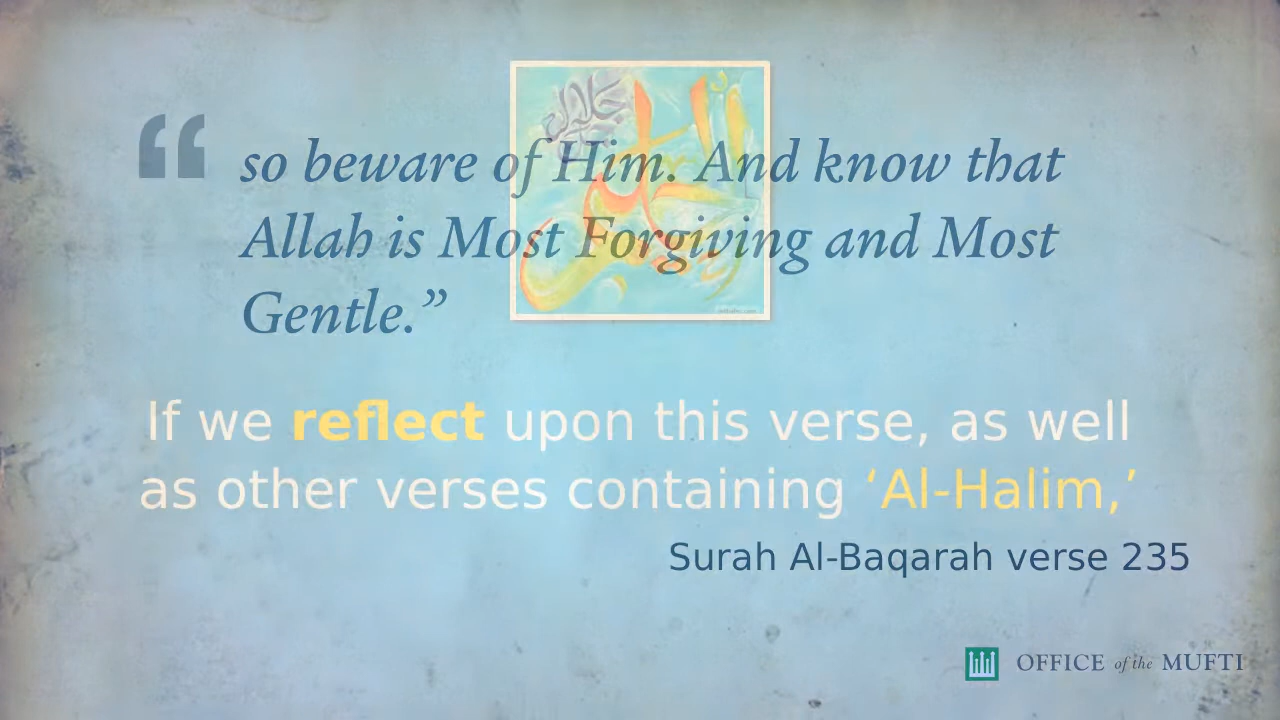 “so beware of Him. And know that
Allah is Most Forgiving and Most
Gentle.”
If we reflect upon this verse, as well
as other verses containing ‘Al-Halim,’
Surah Al-Baqarah verse 235
OFFICE of the MUFTI